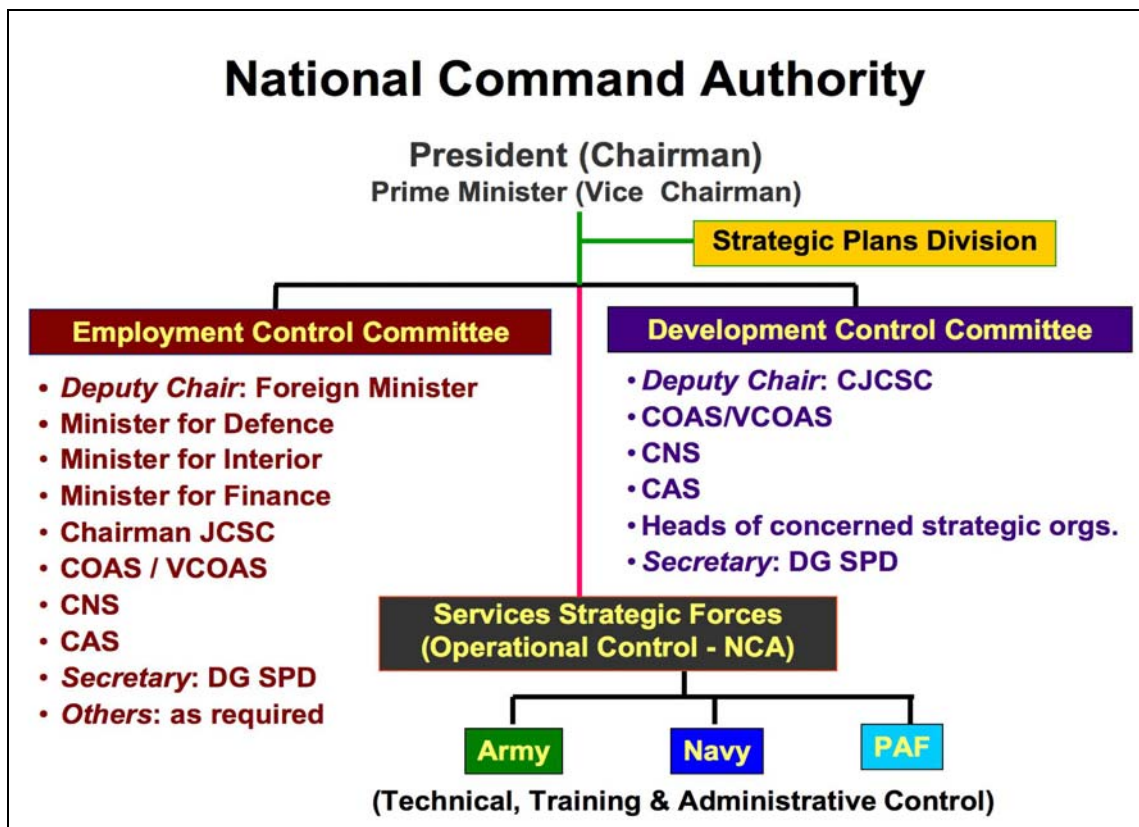 National Command Authority
President (Chairman)
Prime Minister (Vice Chairman)
Strategic Plans Division
Employment Control Committee
• Deputy Chair: Foreign Minister
• Minister for Defence
• Minister for Interior
• Minister for Finance
• Chairman JCSC
• COAS / VCOAS
• CNS
• CAS
• Secretary: DG SPD
• Others: as required
Development Control Committee
• Deputy Chair: CJCSC
• COAS/VCOAS
• CNS
• CAS
• Heads of concerned strategic orgs.
• Secretary: DG SPD
Services Strategic Forces
(Operational Control - NCA)
Army
Navy
PAF
(Technical, Training & Administrative Control)